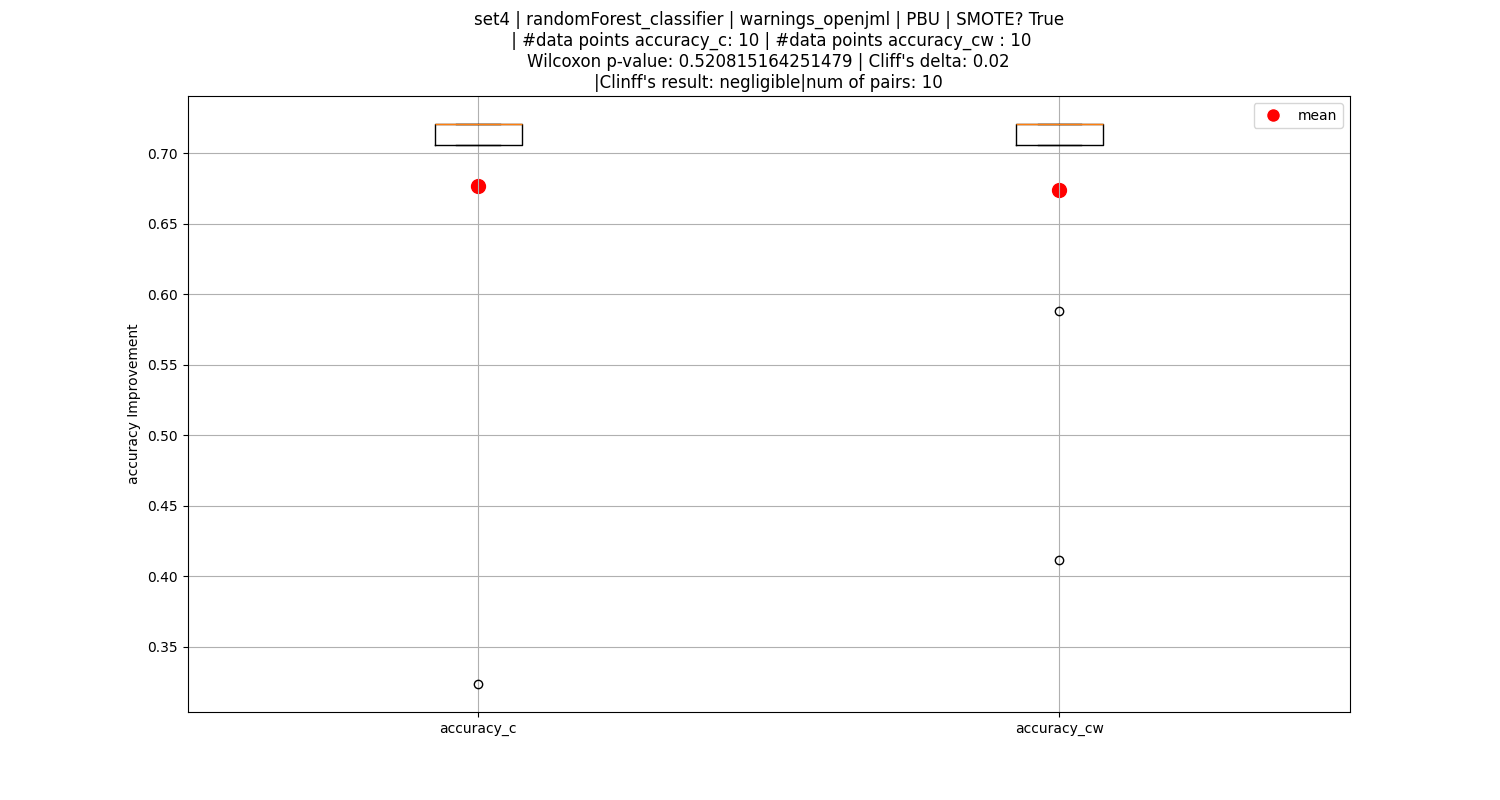 set4 | randomForest_classifier | warnings_openjml | PBU | SMOTE? True
| #data points accuracy_c: 10 | #data points accuracy_cw : 10
Wilcoxon p-value: 0.520815164251479 | Cliff's delta: 0.02
|Clinff's result: negligible|num of pairs: 10
mean
0.70
0.65
0.60
0.55
0.50
0.45
0.40
0.35
accuracy Improvement
accuracy_c
accuracy_cw